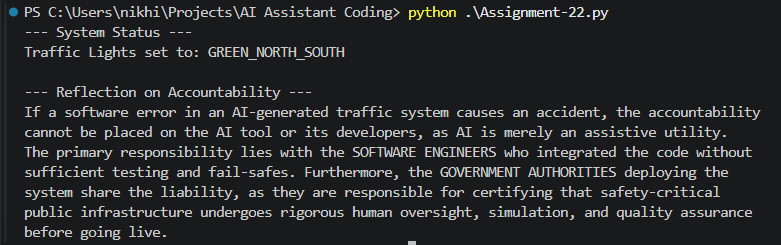 PS C:\Users\nikhi\Projects\AI Assistant Coding> python .\Assignment-22.py
--- System Status ---
Traffic Lights set to: GREEN_NORTH_SOUTH

--- Reflection on Accountability ---
If a software error in an AI-generated traffic system causes an accident, the accountability
cannot be placed on the AI tool or its developers, as AI is merely an assistive utility.
The primary responsibility lies with the SOFTWARE ENGINEERS who integrated the code without
sufficient testing and fail-safes. Furthermore, the GOVERNMENT AUTHORITIES deploying the
system share the liability, as they are responsible for certifying that safety-critical
public infrastructure undergoes rigorous human oversight, simulation, and quality assurance
before going live.